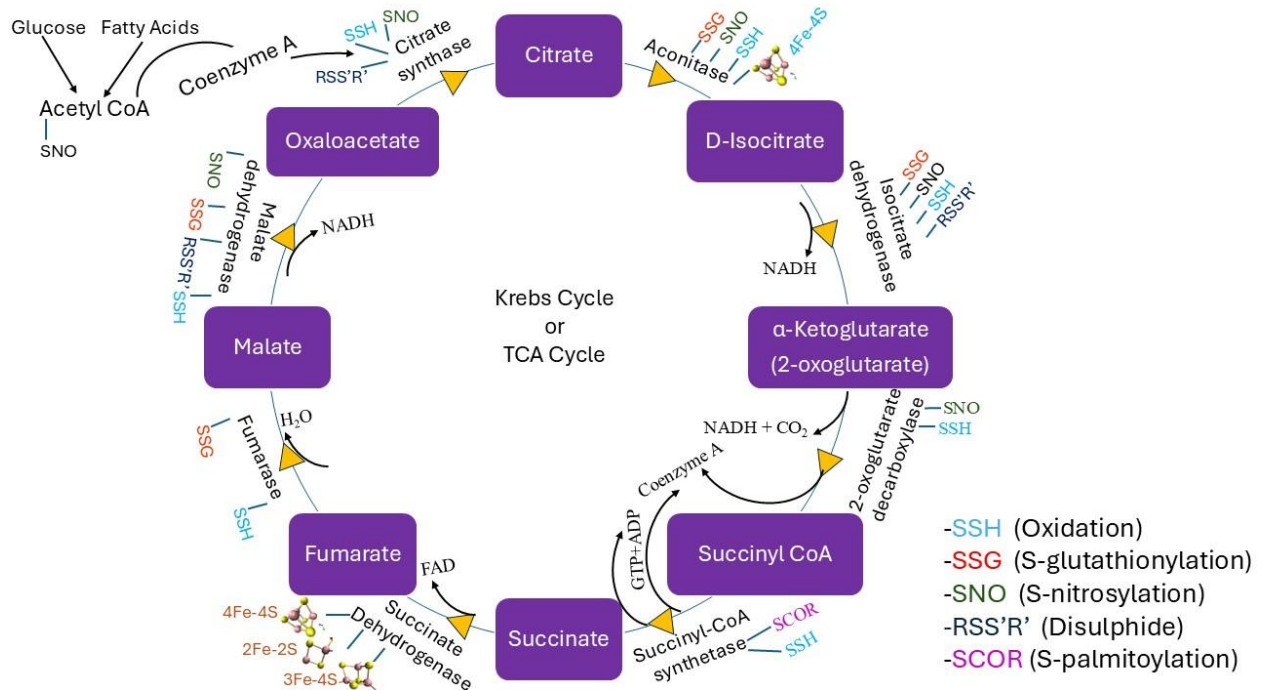 Glucose
Fatty Acids
Acetyl CoA
SNO
Coenzyme A
SNO
SSH
RSS’R’
Citrate
synthase
Citrate
Aconitase
SSG
SNO
SSH
4Fe-4S
D-Isocitrate
Isocitrate
dehydrogenase
SSG
SNO
SSH
RSS’R’
NADH
α-Ketoglutarate
(2-oxoglutarate)
2-oxoglutarate
decarboxylase
SNO
SSH
NADH + CO₂
Coenzyme A
GTP+ADP
Succinyl CoA
Succinyl-CoA
synthetase
SCOR
SSH
Succinate
FAD
Succinate
Dehydrogenase
4Fe-4S
2Fe-2S
3Fe-4S
Fumarate
Fumarase
SSG
SSH
H₂O
Malate
Malate
dehydrogenase
SNO
SSG
RSS’R’
SSH
NADH
Oxaloacetate
Krebs Cycle
or
TCA Cycle
-SSH (Oxidation)
-SSG (S-glutathionylation)
-SNO (S-nitrosylation)
-RSS’R’ (Disulphide)
-SCOR (S-palmitoylation)